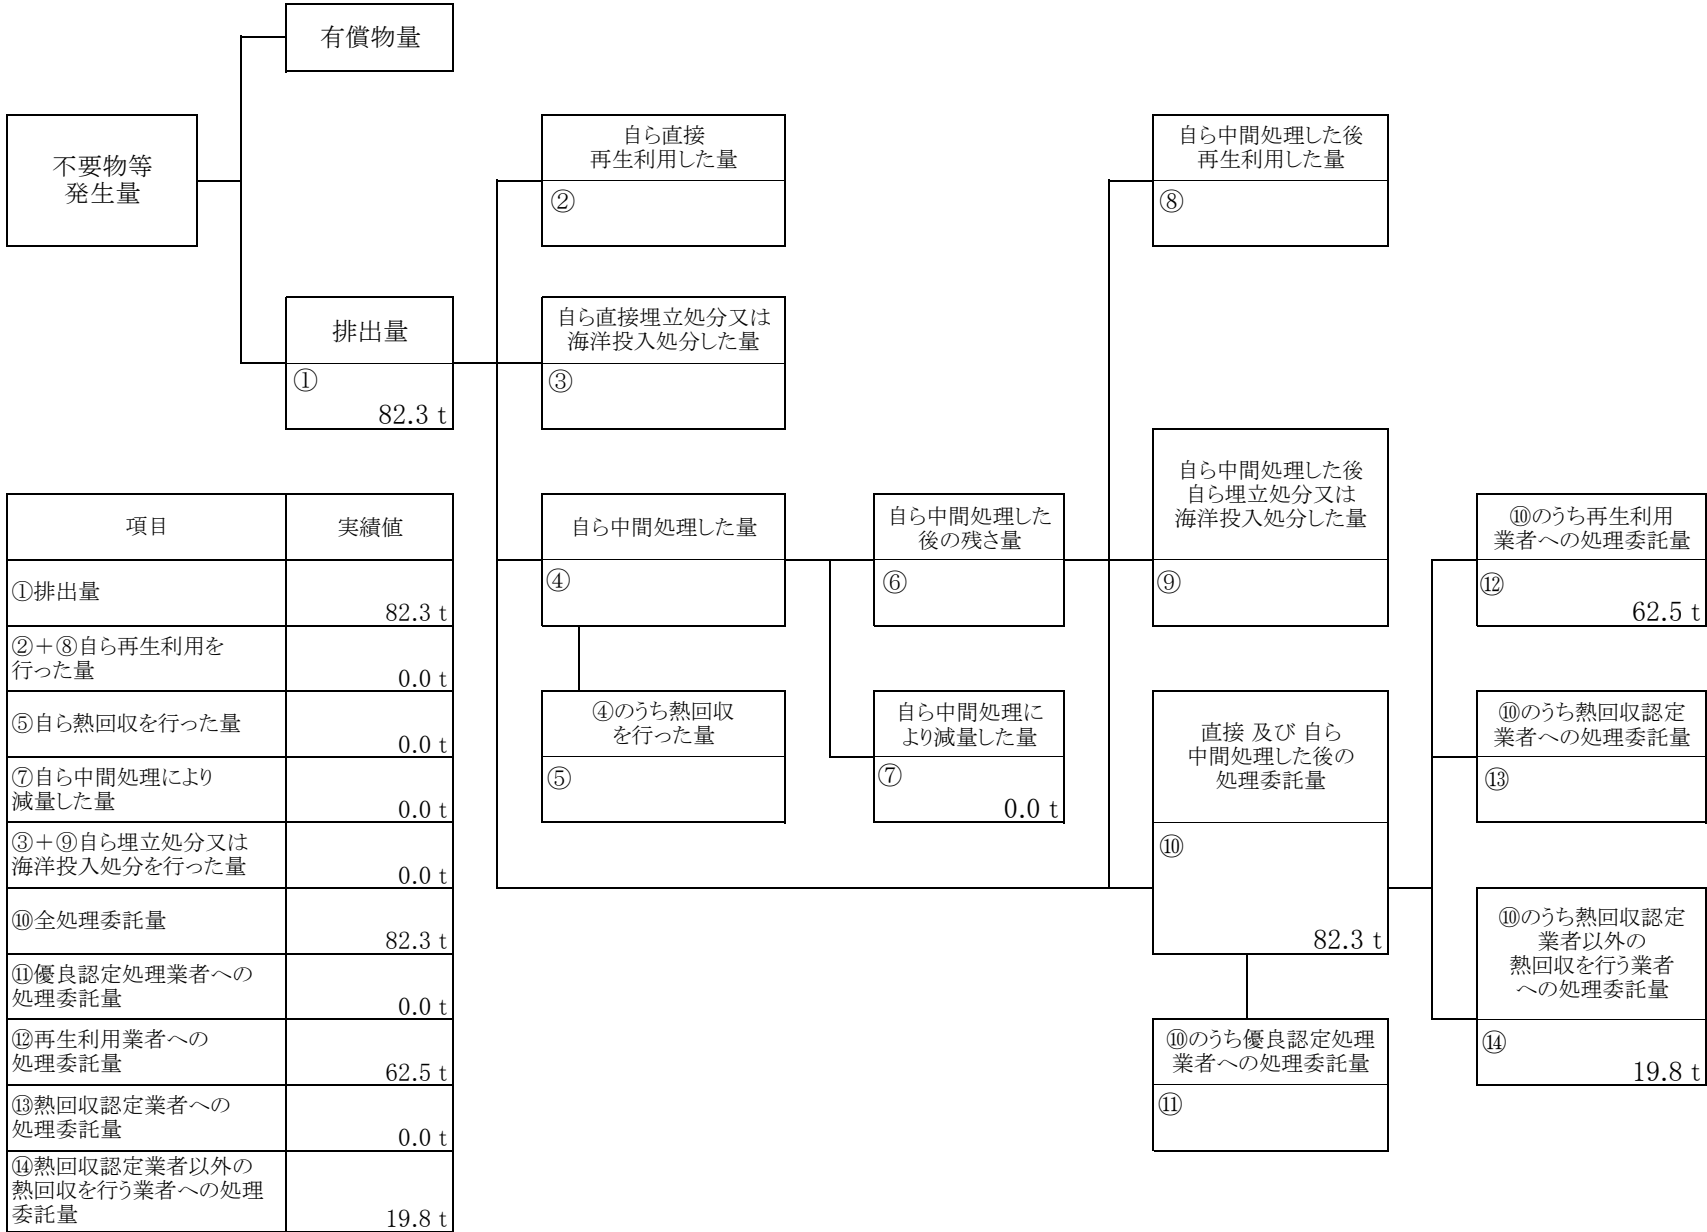 有償物量
不要物等
発生量
自ら直接
再生利用した量
②
自ら中間処理した後
再生利用した量
⑧
排出量
①
82.3 t
自ら直接埋立処分又は
海洋投入処分した量
③
自ら中間処理した量
④
自ら中間処理した
後の残さ量
⑥
自ら中間処理した後
自ら埋立処分又は
海洋投入処分した量
⑨
⑩のうち再生利用
業者への処理委託量
⑫
62.5 t
④のうち熱回収
を行った量
⑤
自ら中間処理に
より減量した量
⑦
0.0 t
直接 及び 自ら
中間処理した後の
処理委託量
⑩
82.3 t
⑩のうち熱回収認定
業者への処理委託量
⑬
⑩のうち優良認定処理
業者への処理委託量
⑪
⑩のうち熱回収認定
業者以外の
熱回収を行う業者
への処理委託量
⑭
19.8 t
項目 実績値
①排出量
82.3 t
②＋⑧自ら再生利用を
行った量
0.0 t
⑤自ら熱回収を行った量
0.0 t
⑦自ら中間処理により
減量した量
0.0 t
③＋⑨自ら埋立処分又は
海洋投入処分を行った量
0.0 t
⑩全処理委託量
82.3 t
⑪優良認定処理業者への
処理委託量
0.0 t
⑫再生利用業者への
処理委託量
62.5 t
⑬熱回収認定業者への
処理委託量
0.0 t
⑭熱回収認定業者以外の
熱回収を行う業者への処理
委託量
19.8 t